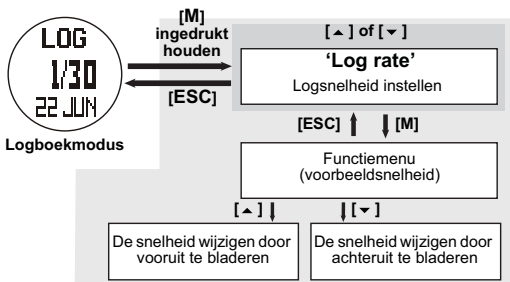 LOG
1/30
22 JUN
Logboekmodus
[M]
ingedrukt
houden
[ESC]
[▲] of [▼]
‘Log rate’
Logsnelheid instellen
[ESC] [M]
Functiemenu
(voorbeeldsnelheid)
[▲] [▼]
De snelheid wijzigen door
vooruit te bladeren
De snelheid wijzigen door
achteruit te bladeren